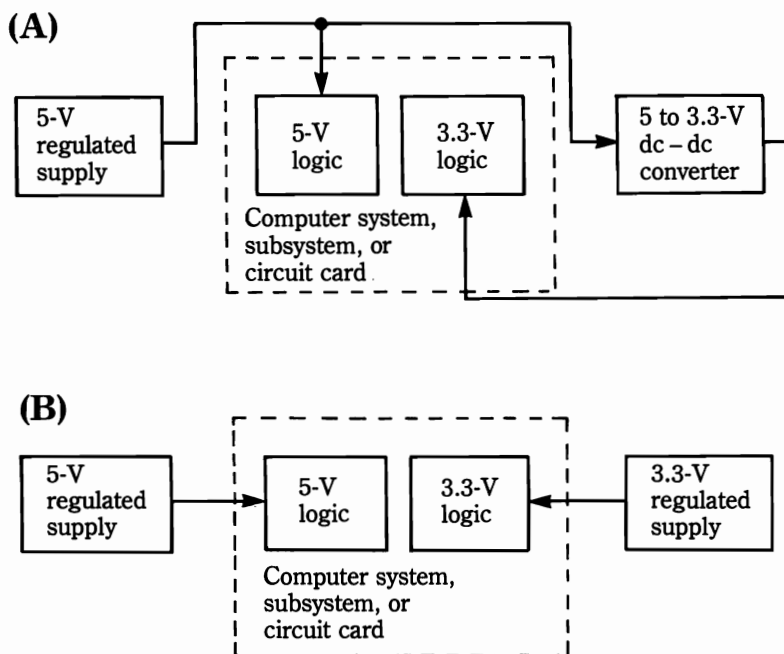 (A)
5-V
regulated
supply
5-V
logic
3.3-V
logic
5 to 3.3-V
dc – dc
converter
Computer system,
subsystem, or
circuit card
(B)
5-V
regulated
supply
5-V
logic
3.3-V
logic
3.3-V
regulated
supply
Computer system,
subsystem, or
circuit card